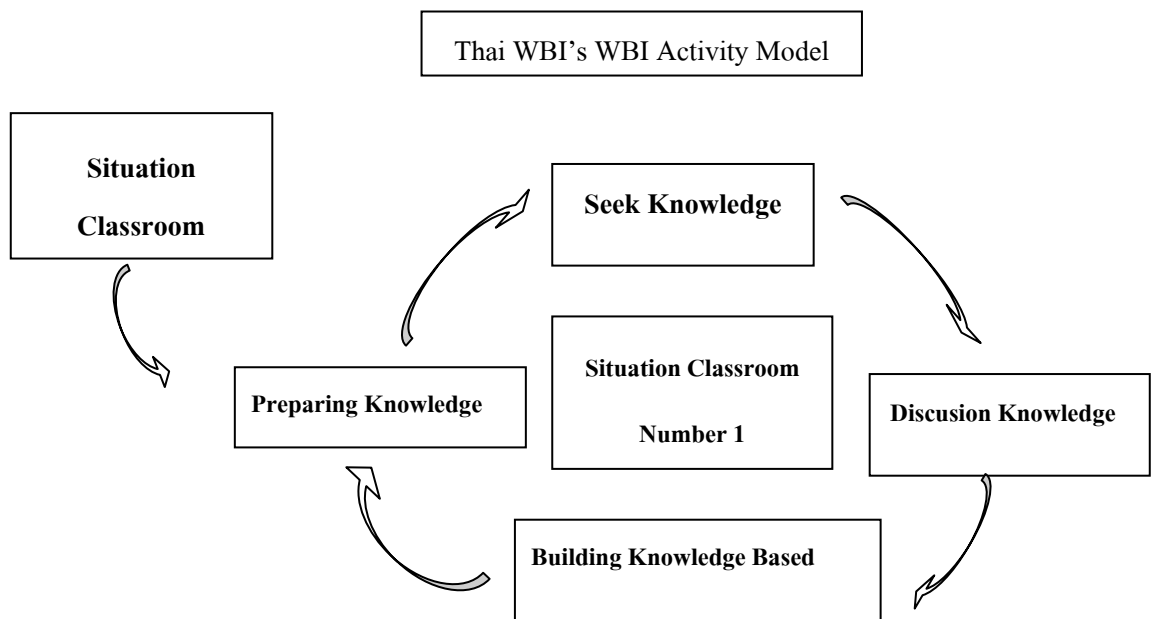 Thai WBI’s WBI Activity Model
Situation
Classroom
Seek Knowledge
Situation Classroom
Number 1
Preparing Knowledge
Discusion Knowledge
Building Knowledge Based